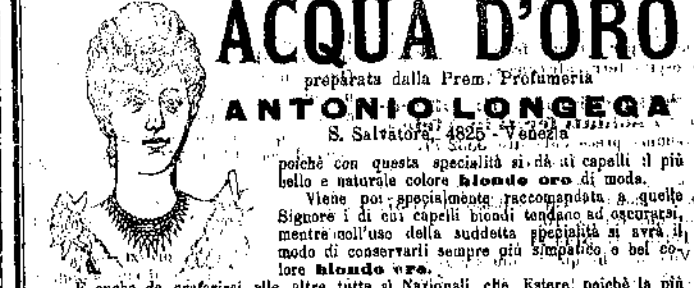 ACQUA D'ORO
preparata dalla Prem. Profumeria
ANTONIO LONGEGA
S. Salvatore, 4825 - Venezia
poichè con questa specialità si dà ai capelli il più
bello e naturale colore biondo oro di moda.
Viene poi specialmente raccomandata a quelle
Signore i di cui capelli biondi tendano ad oscurarsi,
mentre coll'uso della suddetta specialità si avrà il
modo di conservarli sempre più simpatico e bel co-
lore biondo oro.
È anche da preferirsi alle altre tutte sì Nazionali che Estere, poichè la più